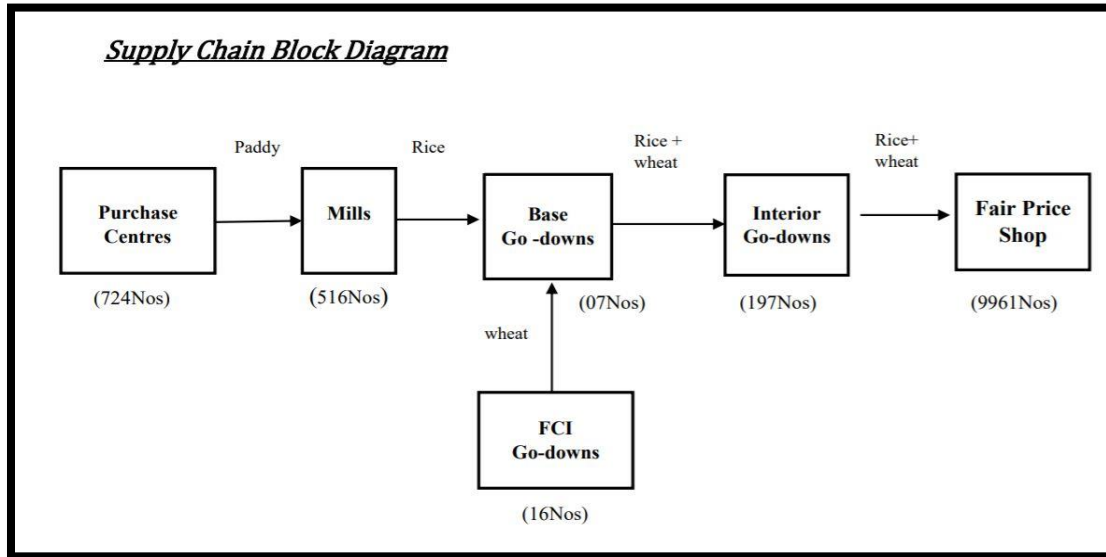 Supply Chain Block Diagram
Paddy
Rice
Rice +
wheat
Rice+
wheat
Purchase
Centres
Mills
Base
Go -downs
Interior
Go-downs
Fair Price
Shop
(724Nos)
(516Nos)
(07Nos)
(197Nos)
(9961Nos)
wheat
FCI
Go-downs
(16Nos)